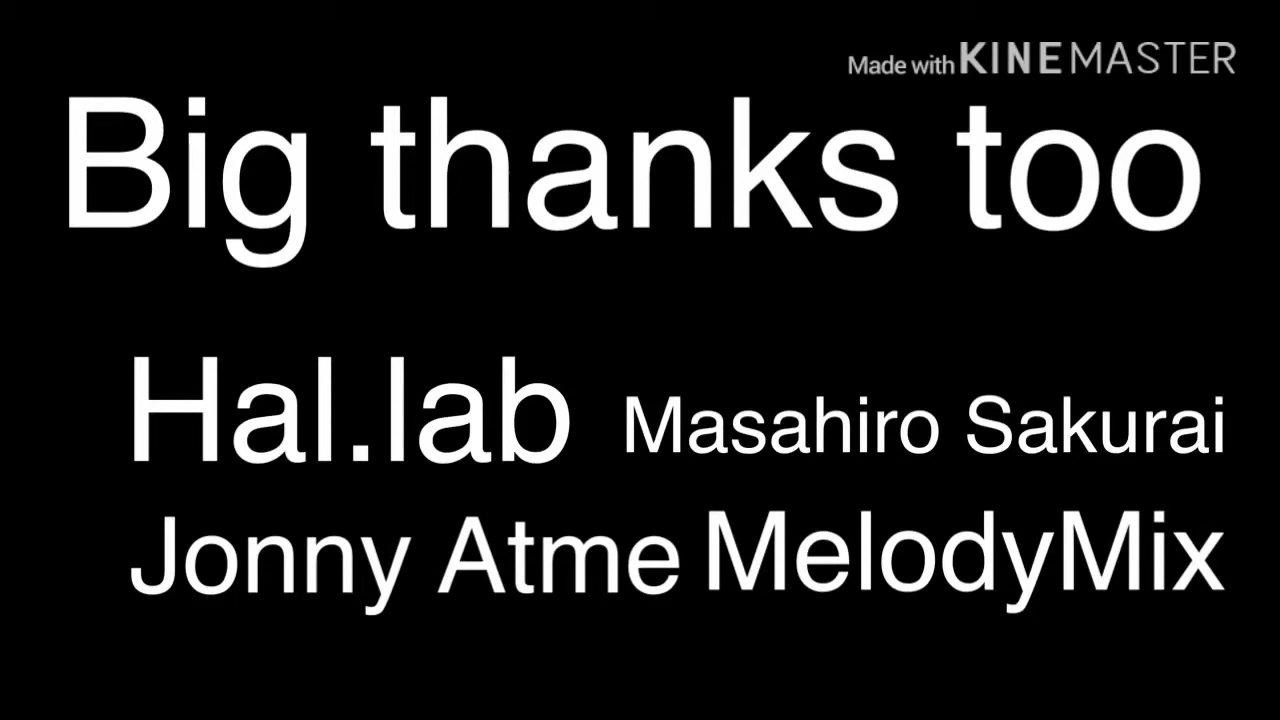 Made with KINEMASTER
Big thanks too
Hal.lab Masahiro Sakurai
Jonny Atme MelodyMix